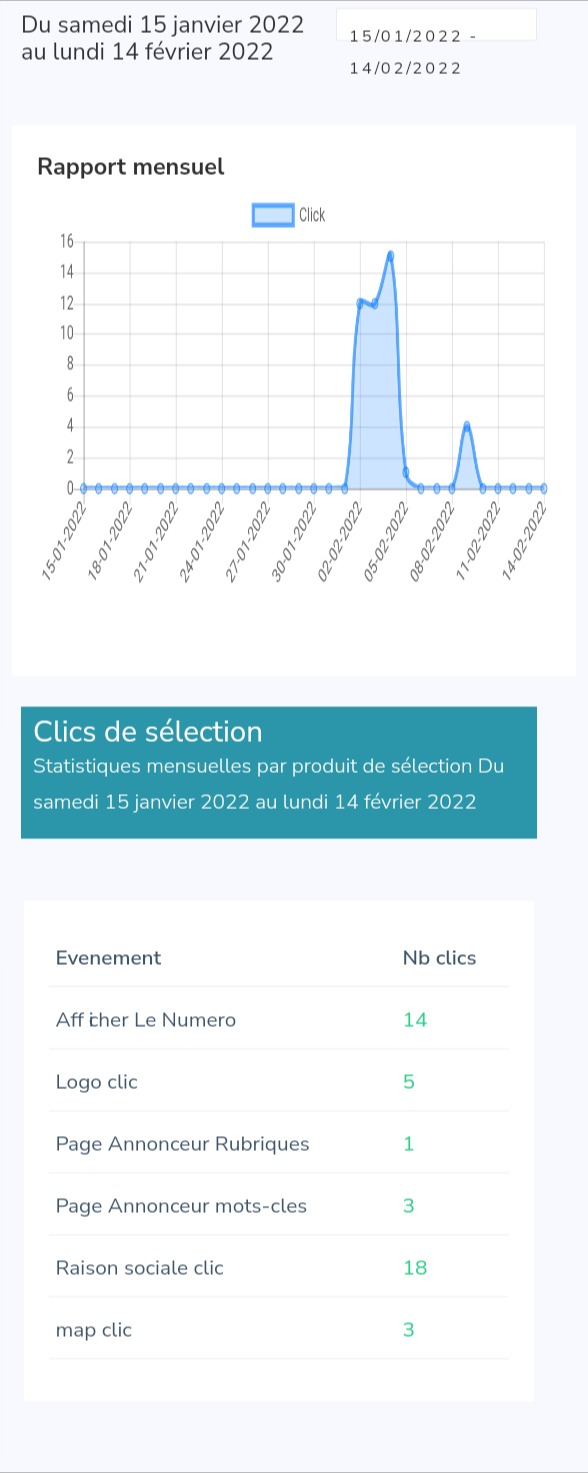 Du samedi 15 janvier 2022
au lundi 14 février 2022
15/01/2022 -
14/02/2022
Rapport mensuel
Click
16
14
12
10
8
6
4
2
0
15-01-2022
18-01-2022
21-01-2022
24-01-2022
27-01-2022
30-01-2022
02-02-2022
05-02-2022
08-02-2022
11-02-2022
14-02-2022
Clics de sélection
Statistiques mensuelles par produit de sélection Du
samedi 15 janvier 2022 au lundi 14 février 2022
Evenement Nb clics
Afficher Le Numero 14
Logo clic 5
Page Annonceur Rubriques 1
Page Annonceur mots-cles 3
Raison sociale clic 18
map clic 3